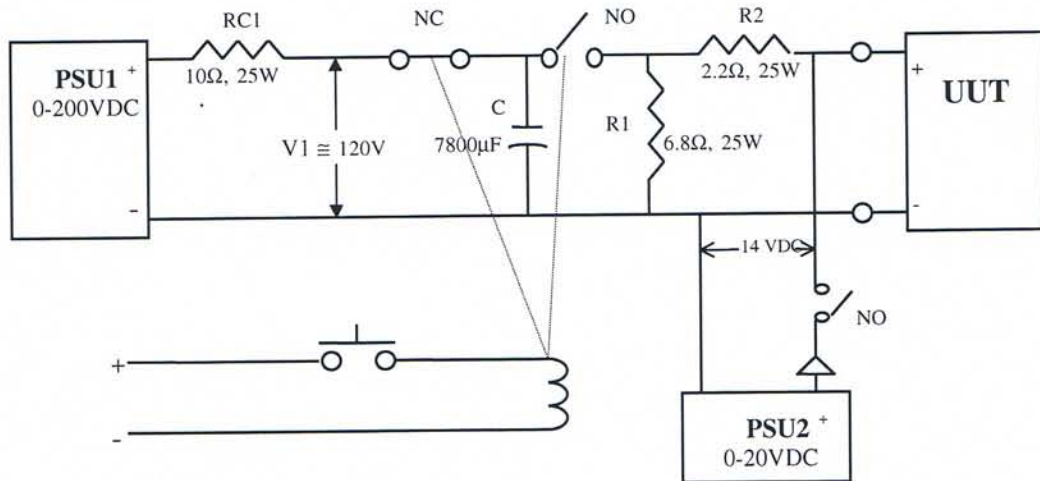 RC1
NC
NO
R2
PSU1 +
0-200VDC
10Ω, 25W
2.2Ω, 25W
+
UUT
C
7800μF
R1
6.8Ω, 25W
V1 ≅ 120V
-
-
14 VDC
NO
+
-
PSU2 +
0-20VDC